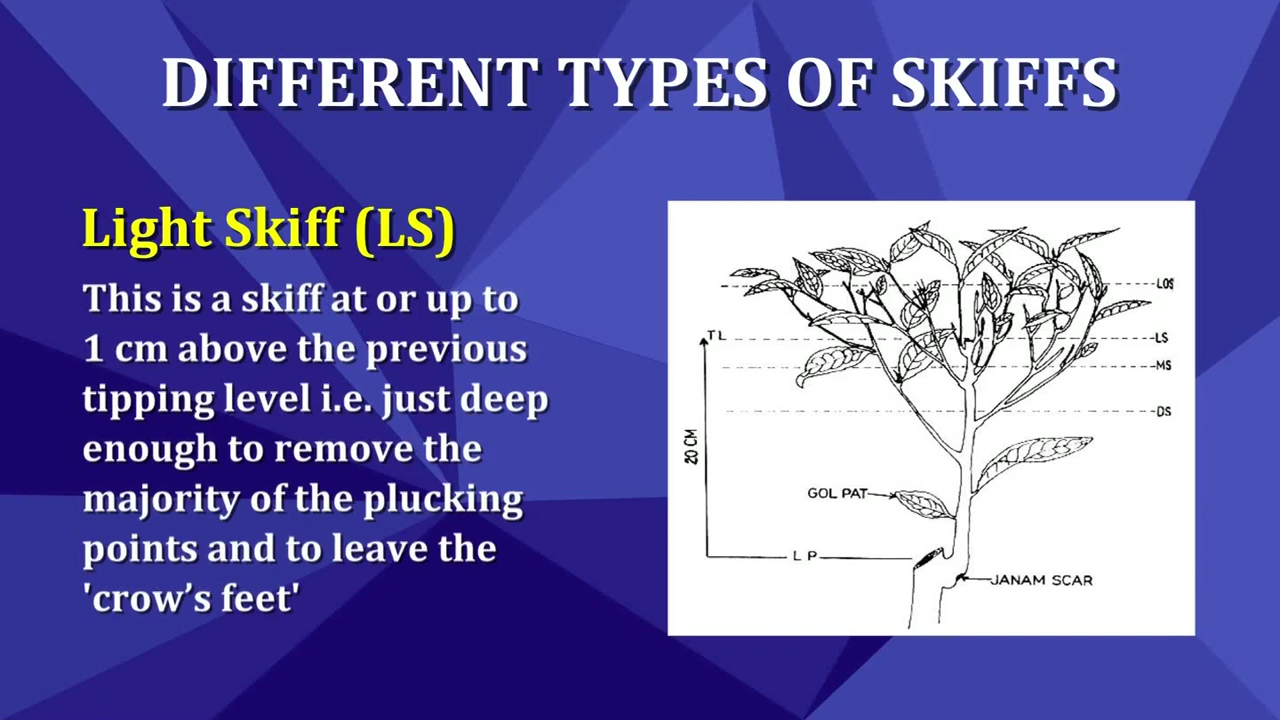 DIFFERENT TYPES OF SKIFFS
Light Skiff (LS)
This is a skiff at or up to
1 cm above the previous
tipping level i.e. just deep
enough to remove the
majority of the plucking
points and to leave the
'crow’s feet'
LOS
T L
LS
MS
DS
20 CM
GOL PAT
L P
JANAM SCAR